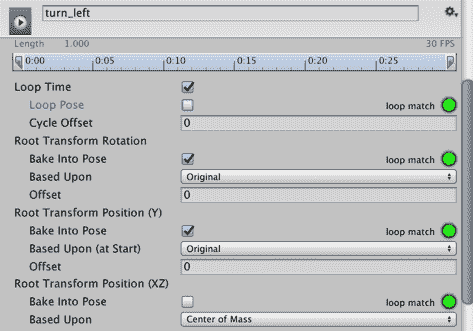 turn_left
Length 1.000 30 FPS
0:00 0:05 0:10 0:15 0:20 0:25
Loop Time
Loop Pose loop match
Cycle Offset 0
Root Transform Rotation
Bake Into Pose loop match
Based Upon Original
Offset 0
Root Transform Position (Y)
Bake Into Pose loop match
Based Upon (at Start) Original
Offset 0
Root Transform Position (XZ)
Bake Into Pose loop match
Based Upon Center of Mass